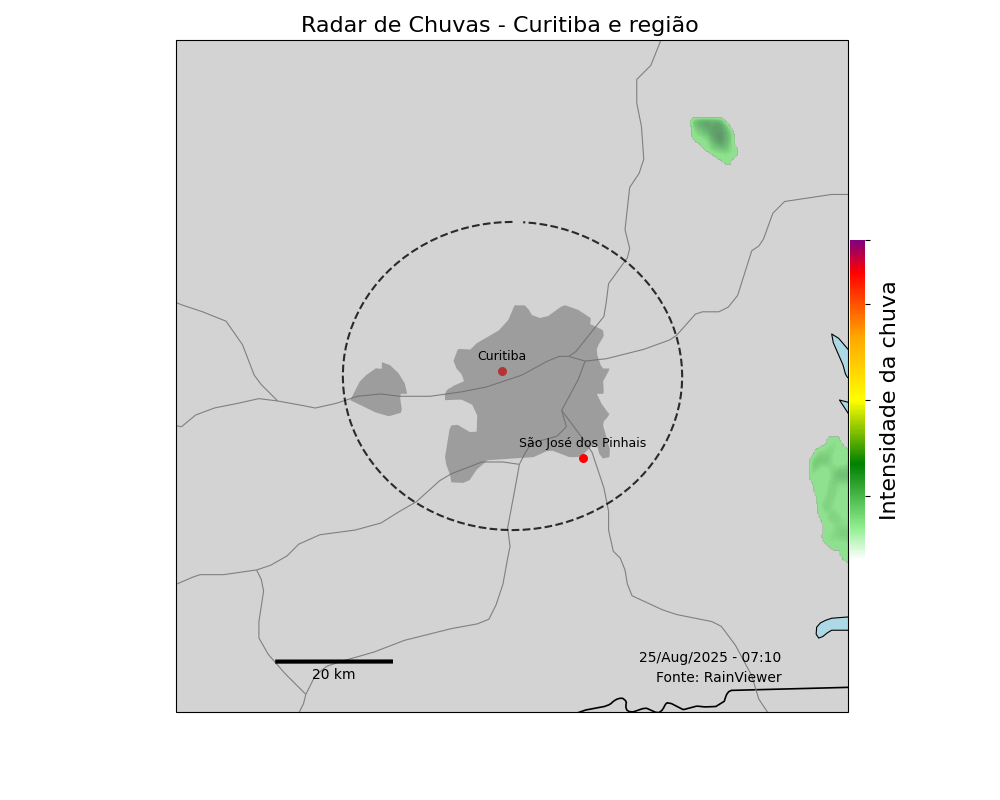 Radar de Chuvas - Curitiba e região
Curitiba
São José dos Pinhais
Intensidade da chuva
25/Aug/2025 - 07:10
Fonte: RainViewer
20 km